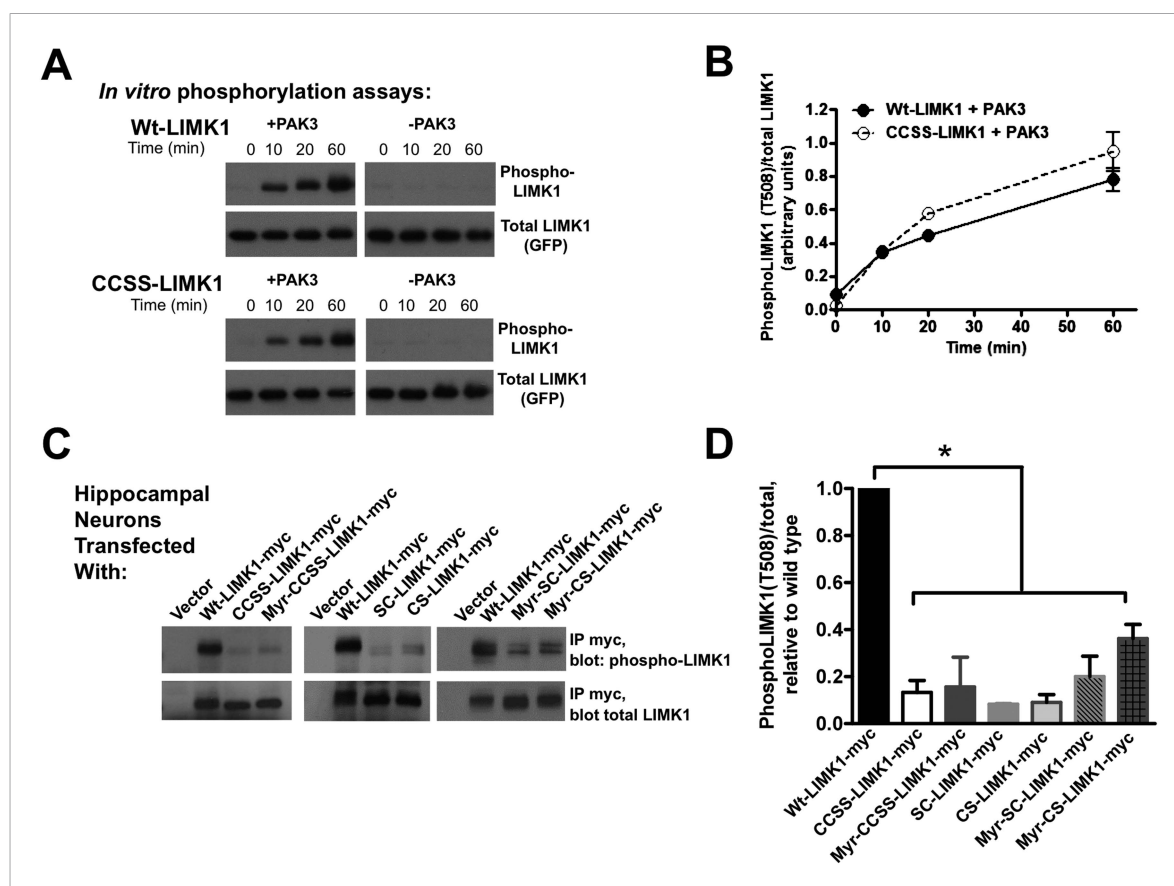 A
In vitro phosphorylation assays:
Wt-LIMK1
+PAK3
-PAK3
Time (min)
0 10 20 60
0 10 20 60
Phospho-
LIMK1
Total LIMK1
(GFP)
CCSS-LIMK1
+PAK3
-PAK3
Time (min)
0 10 20 60
0 10 20 60
Phospho-
LIMK1
Total LIMK1
(GFP)
B
PhosphoLIMK1 (T508)/total LIMK1
(arbitrary units)
1.2
1.0
0.8
0.6
0.4
0.2
0.0
Wt-LIMK1 + PAK3
CCSS-LIMK1 + PAK3
0 10 20 30 40 50 60
Time (min)
C
Hippocampal
Neurons
Transfected
With:
Vector
Wt-LIMK1-myc
CCSS-LIMK1-myc
Myr-CCSS-LIMK1-myc
Vector
Wt-LIMK1-myc
SC-LIMK1-myc
CS-LIMK1-myc
Vector
Wt-LIMK1-myc
Myr-SC-LIMK1-myc
Myr-CS-LIMK1-myc
IP myc,
blot: phospho-LIMK1
IP myc,
blot total LIMK1
D
*
PhosphoLIMK1(T508)/total,
relative to wild type
1.0
0.8
0.6
0.4
0.2
0.0
Wt-LIMK1-myc
CCSS-LIMK1-myc
Myr-CCSS-LIMK1-myc
SC-LIMK1-myc
CS-LIMK1-myc
Myr-SC-LIMK1-myc
Myr-CS-LIMK1-myc